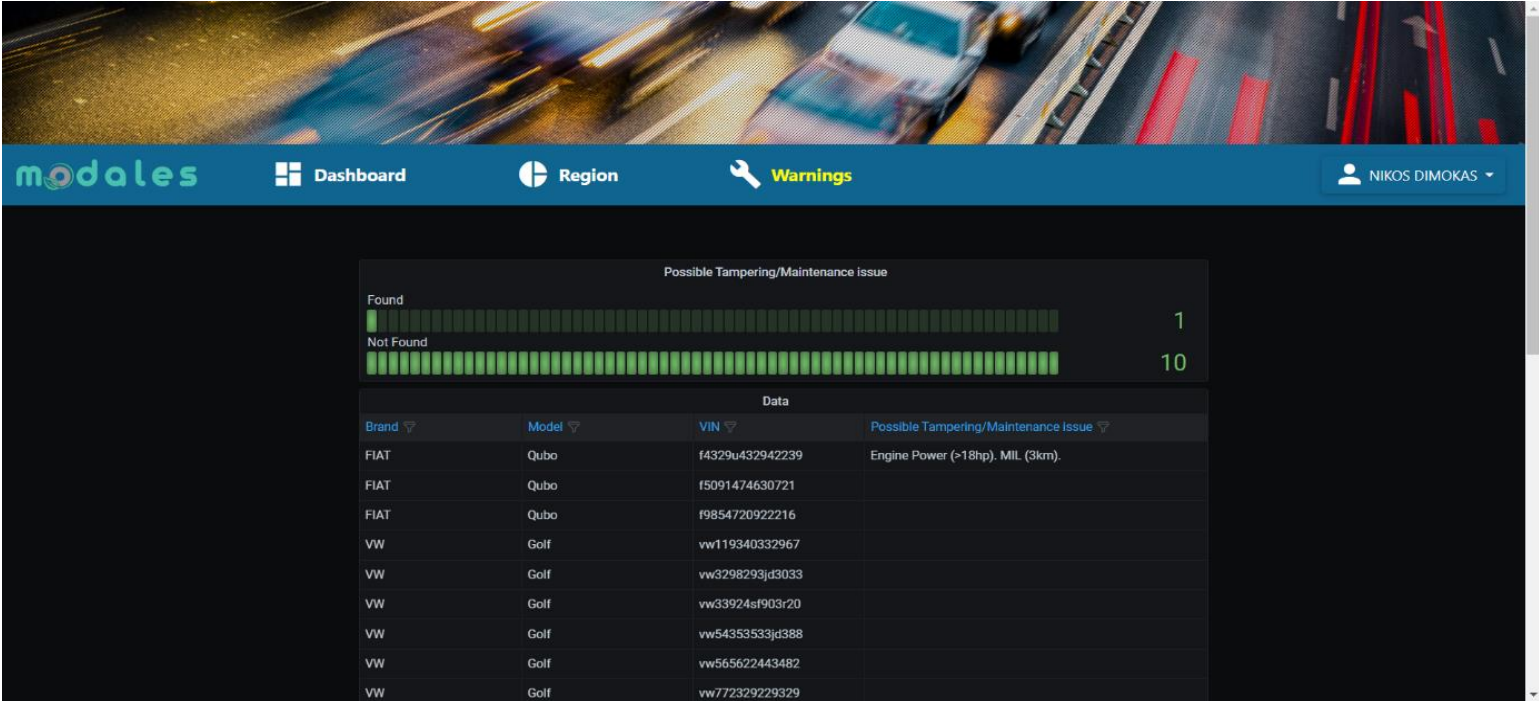 modales Dashboard Region Warnings NIKOS DIMOKAS
Possible Tampering/Maintenance issue
Found
1
Not Found
10
Data
Brand Model VIN Possible Tampering/Maintenance issue
FIAT Qubo f4329u432942239 Engine Power (>18hp). MIL (3km).
FIAT Qubo f5091474630721
FIAT Qubo f9854720922216
VW Golf vw119340332967
VW Golf vw3298293jd3033
VW Golf vw33924sf903r20
VW Golf vw54353533jd388
VW Golf vw565622443482
VW Golf vw772329229329